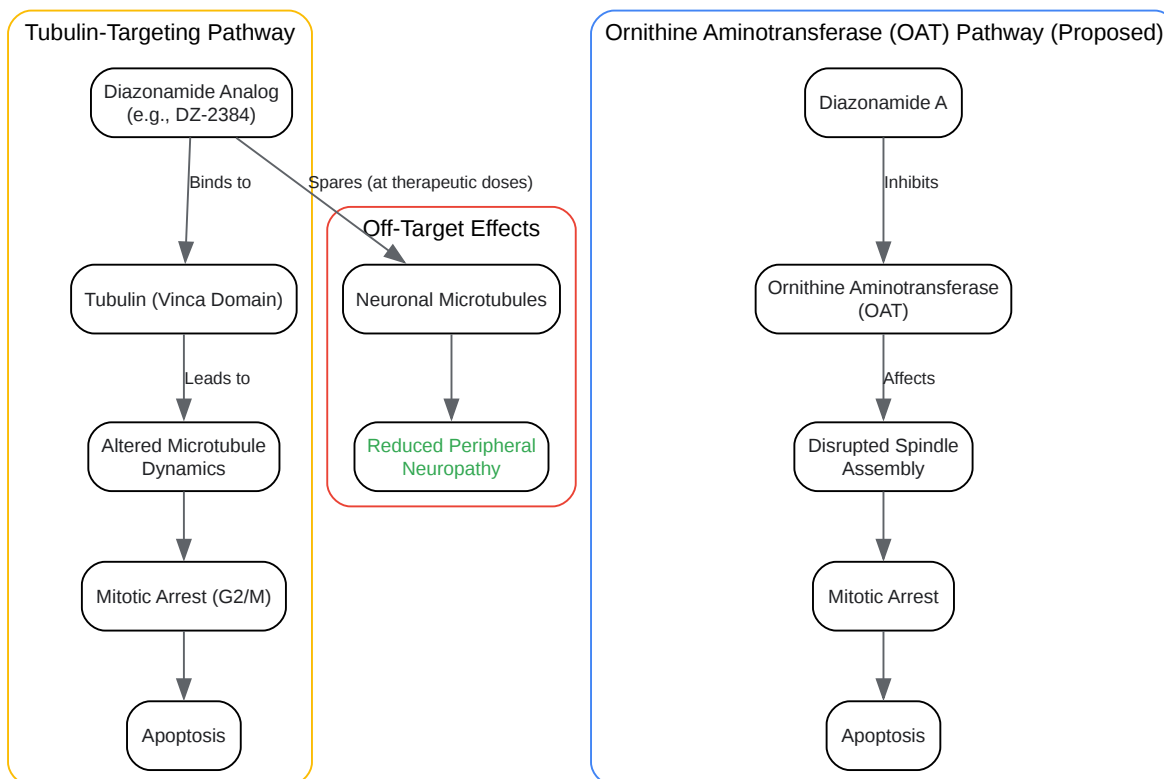 Tubulin-Targeting Pathway
Diazonamide Analog
(e.g., DZ-2384)
Binds to
Spares (at therapeutic doses)
Off-Target Effects
Tubulin (Vinca Domain)
Neuronal Microtubules
Leads to
Altered Microtubule
Dynamics
Reduced Peripheral
Neuropathy
Mitotic Arrest (G2/M)
Apoptosis
Ornithine Aminotransferase (OAT) Pathway (Proposed)
Diazonamide A
Inhibits
Ornithine Aminotransferase
(OAT)
Affects
Disrupted Spindle
Assembly
Mitotic Arrest
Apoptosis